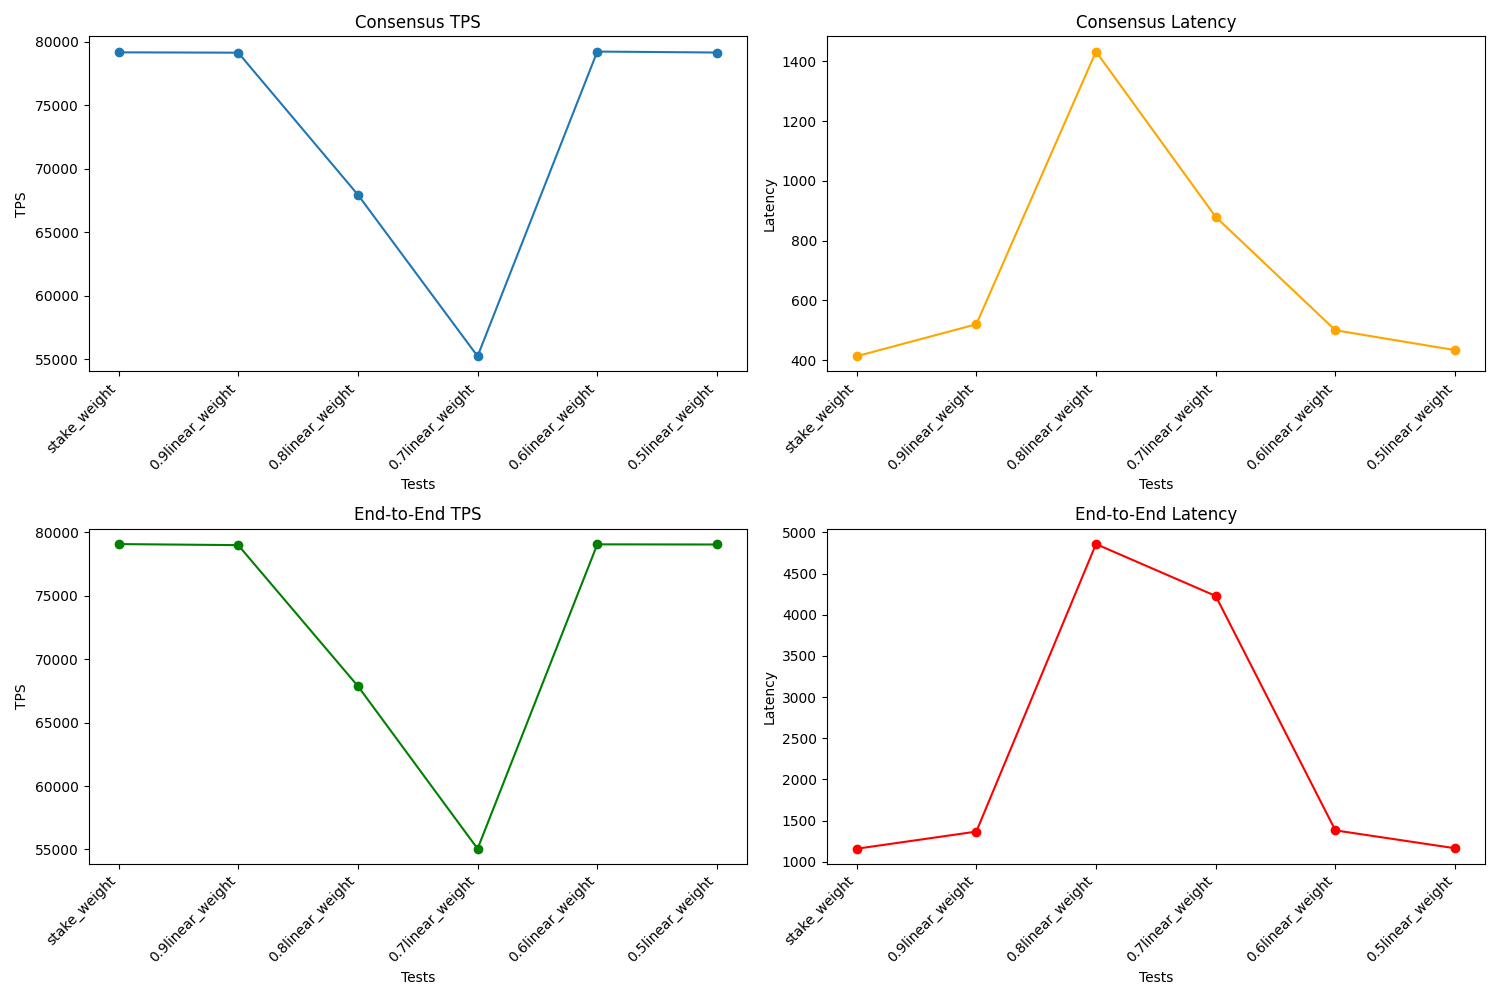 Consensus TPS
80000
75000
70000
65000
60000
55000
TPS
stake_weight
0.9linear_weight
0.8linear_weight
0.7linear_weight
0.6linear_weight
0.5linear_weight
Tests
Consensus Latency
1400
1200
1000
800
600
400
Latency
stake_weight
0.9linear_weight
0.8linear_weight
0.7linear_weight
0.6linear_weight
0.5linear_weight
Tests
End-to-End TPS
80000
75000
70000
65000
60000
55000
TPS
stake_weight
0.9linear_weight
0.8linear_weight
0.7linear_weight
0.6linear_weight
0.5linear_weight
Tests
End-to-End Latency
5000
4500
4000
3500
3000
2500
2000
1500
1000
Latency
stake_weight
0.9linear_weight
0.8linear_weight
0.7linear_weight
0.6linear_weight
0.5linear_weight
Tests